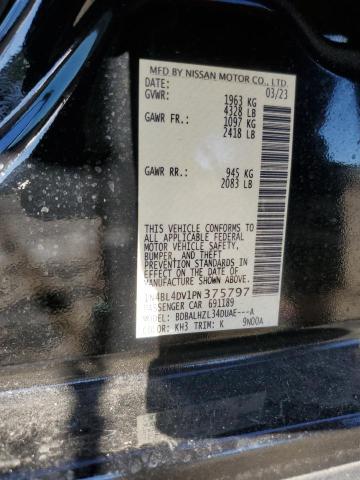 MFD BY NISSAN MOTOR CO., LTD.
DATE: 03/23
GVWR: 1963 KG
4328 LB
GAWR FR.: 1097 KG
2418 LB
GAWR RR.: 945 KG
2083 LB
THIS VEHICLE CONFORMS TO
ALL APPLICABLE FEDERAL
MOTOR VEHICLE SAFETY,
BUMPER, AND THEFT
PREVENTION STANDARDS IN
EFFECT ON THE DATE OF
MANUFACTURE SHOWN ABOVE.
1N4BL4DV1PN375797
PASSENGER CAR 691189
MODEL: BDBALHZL34DUAE---A
COLOR: KH3 TRIM: K 9N00A